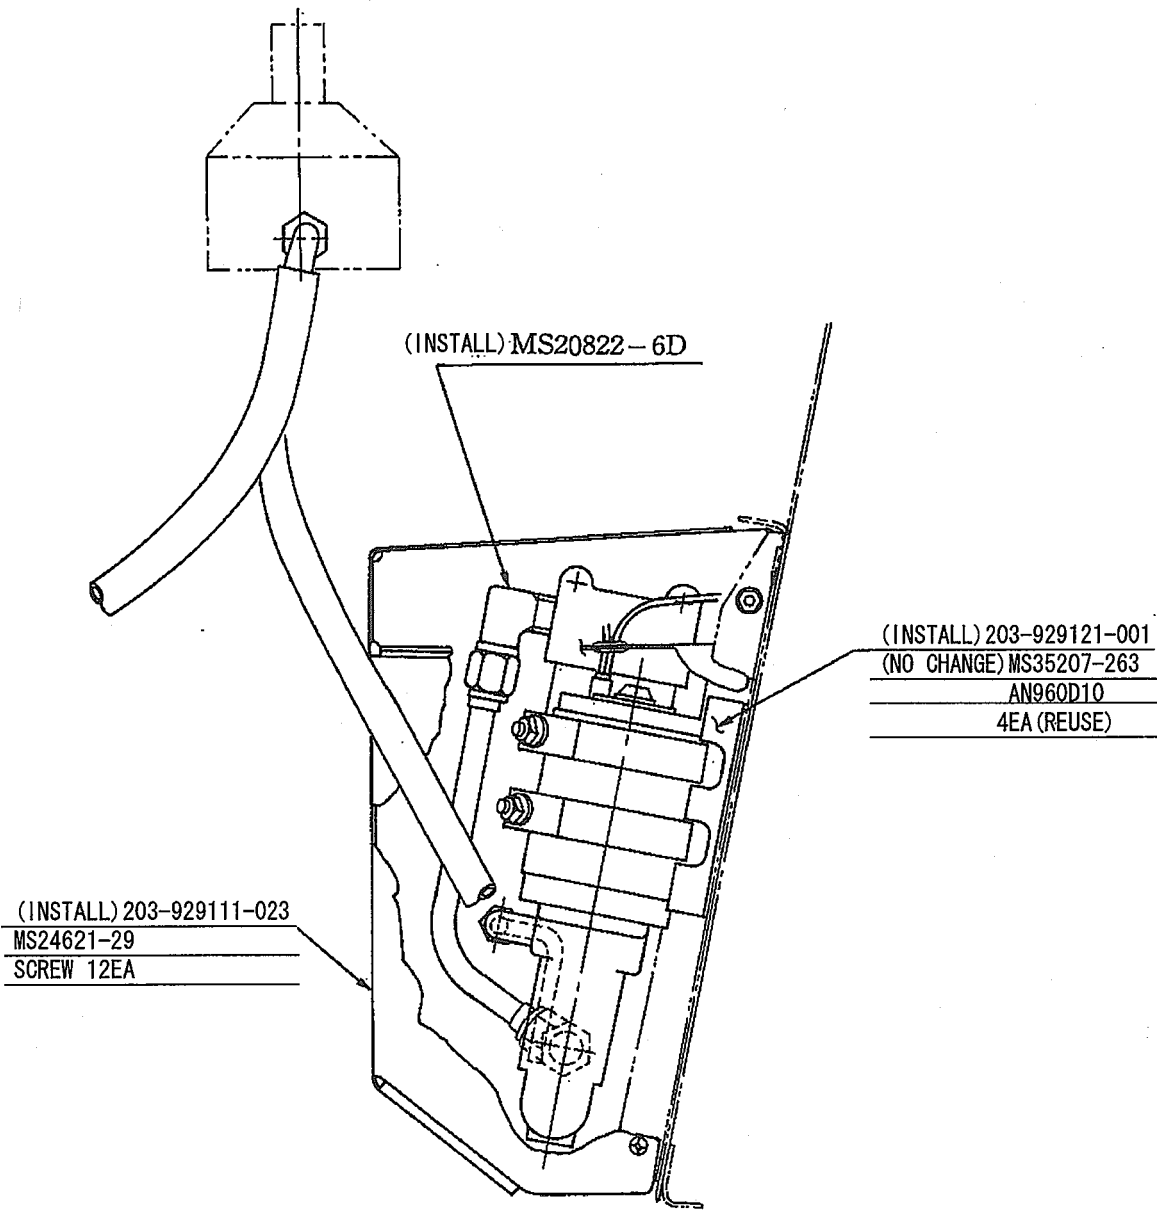 (INSTALL) MS20822-6D
(INSTALL) 203-929121-001
(NO CHANGE) MS35207-263
AN960D10
4EA (REUSE)
(INSTALL) 203-929111-023
MS24621-29
SCREW 12EA